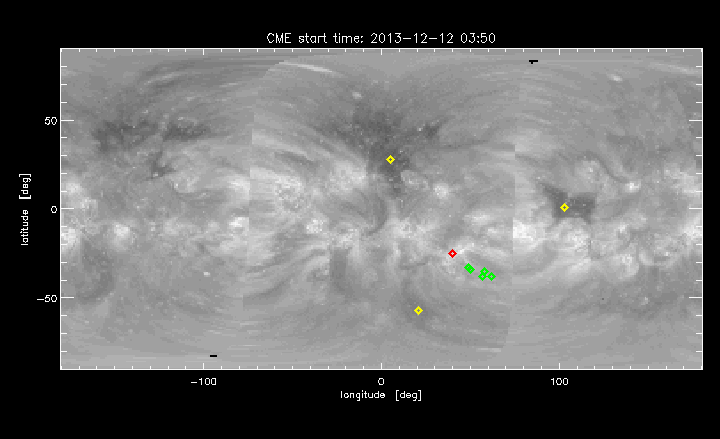 CME start time: 2013-12-12 03:50
50
0
-50
latitude [deg]
-100 0 100
longitude [deg]